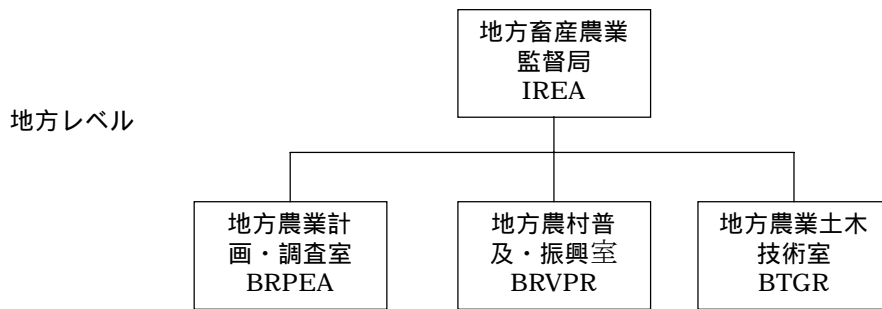 地方畜産農業
監督局
IREA
地方レベル
地方農業計
画・調査室
BRPEA
地方農村普
及・振興室
BRVPR
地方農業土木
技術室
BTGR